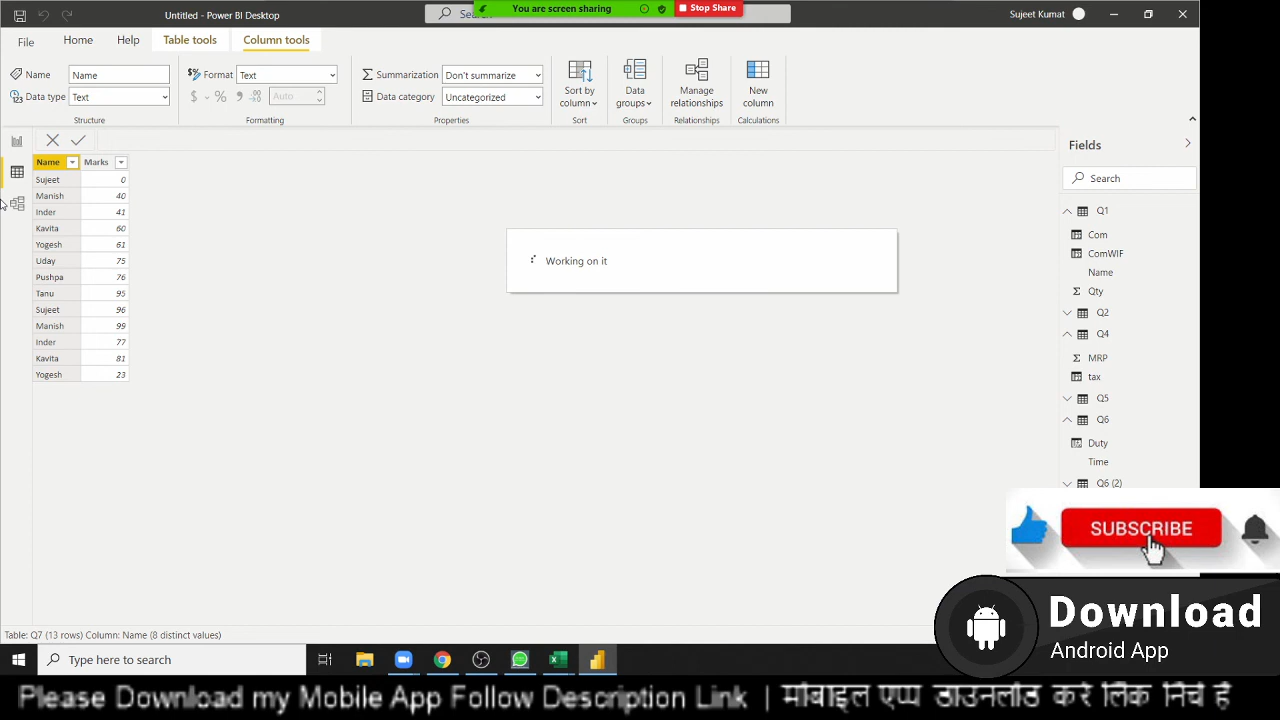 Untitled - Power BI Desktop
You are screen sharing
Stop Share
Sujeet Kumat
File
Home
Help
Table tools
Column tools
Name
Name
Format
Text
Summarization
Don't summarize
Data type
Text
$
%
Auto
Data category
Uncategorized
Sort by
column
Data
groups
Manage
relationships
New
column
Structure
Formatting
Properties
Sort
Groups
Relationships
Calculations
Fields
Search
Name Marks
Sujeet 0
Manish 40
Inder 41
Kavita 60
Yogesh 61
Uday 75
Pushpa 76
Tanu 95
Sujeet 96
Manish 99
Inder 77
Kavita 81
Yogesh 23
Working on it
Q1
Com
ComWIF
Name
Qty
Q2
Q4
MRP
tax
Q5
Q6
Duty
Time
Q6 (2)
SUBSCRIBE
Download
Android App
Table: Q7 (13 rows) Column: Name (8 distinct values)
Type here to search
Please Download my Mobile App Follow Description Link | मोबाइल एप्प डाउनलोड करे लिंक निचे है